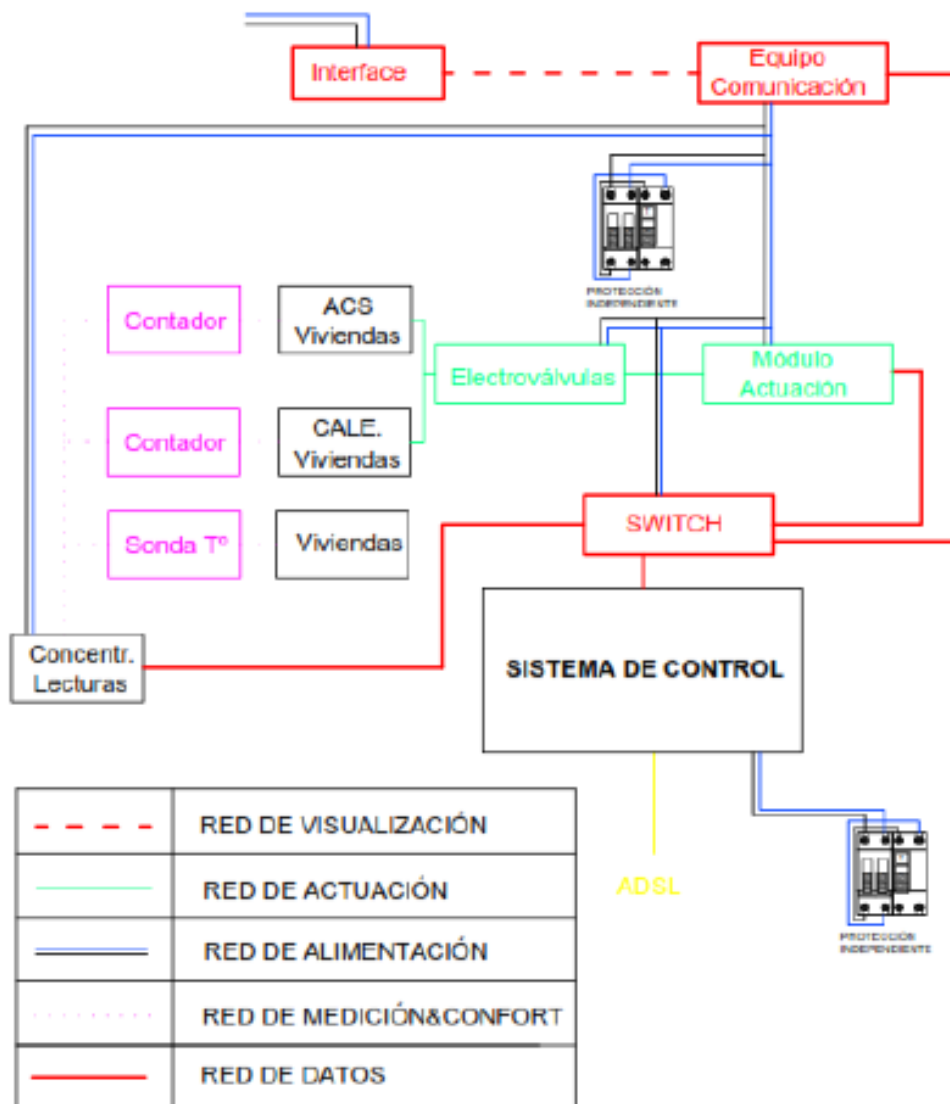 Interface
Equipo
Comunicación
PROTECCIÓN
INDEPENDIENTE
Contador
ACS
Viviendas
Electroválvulas
Módulo
Actuación
Contador
CALE.
Viviendas
SWITCH
Sonda Tº
Viviendas
Concentr.
Lecturas
SISTEMA DE CONTROL
ADSL
PROTECCIÓN
INDEPENDIENTE
RED DE VISUALIZACIÓN
RED DE ACTUACIÓN
RED DE ALIMENTACIÓN
RED DE MEDICIÓN&CONFORT
RED DE DATOS